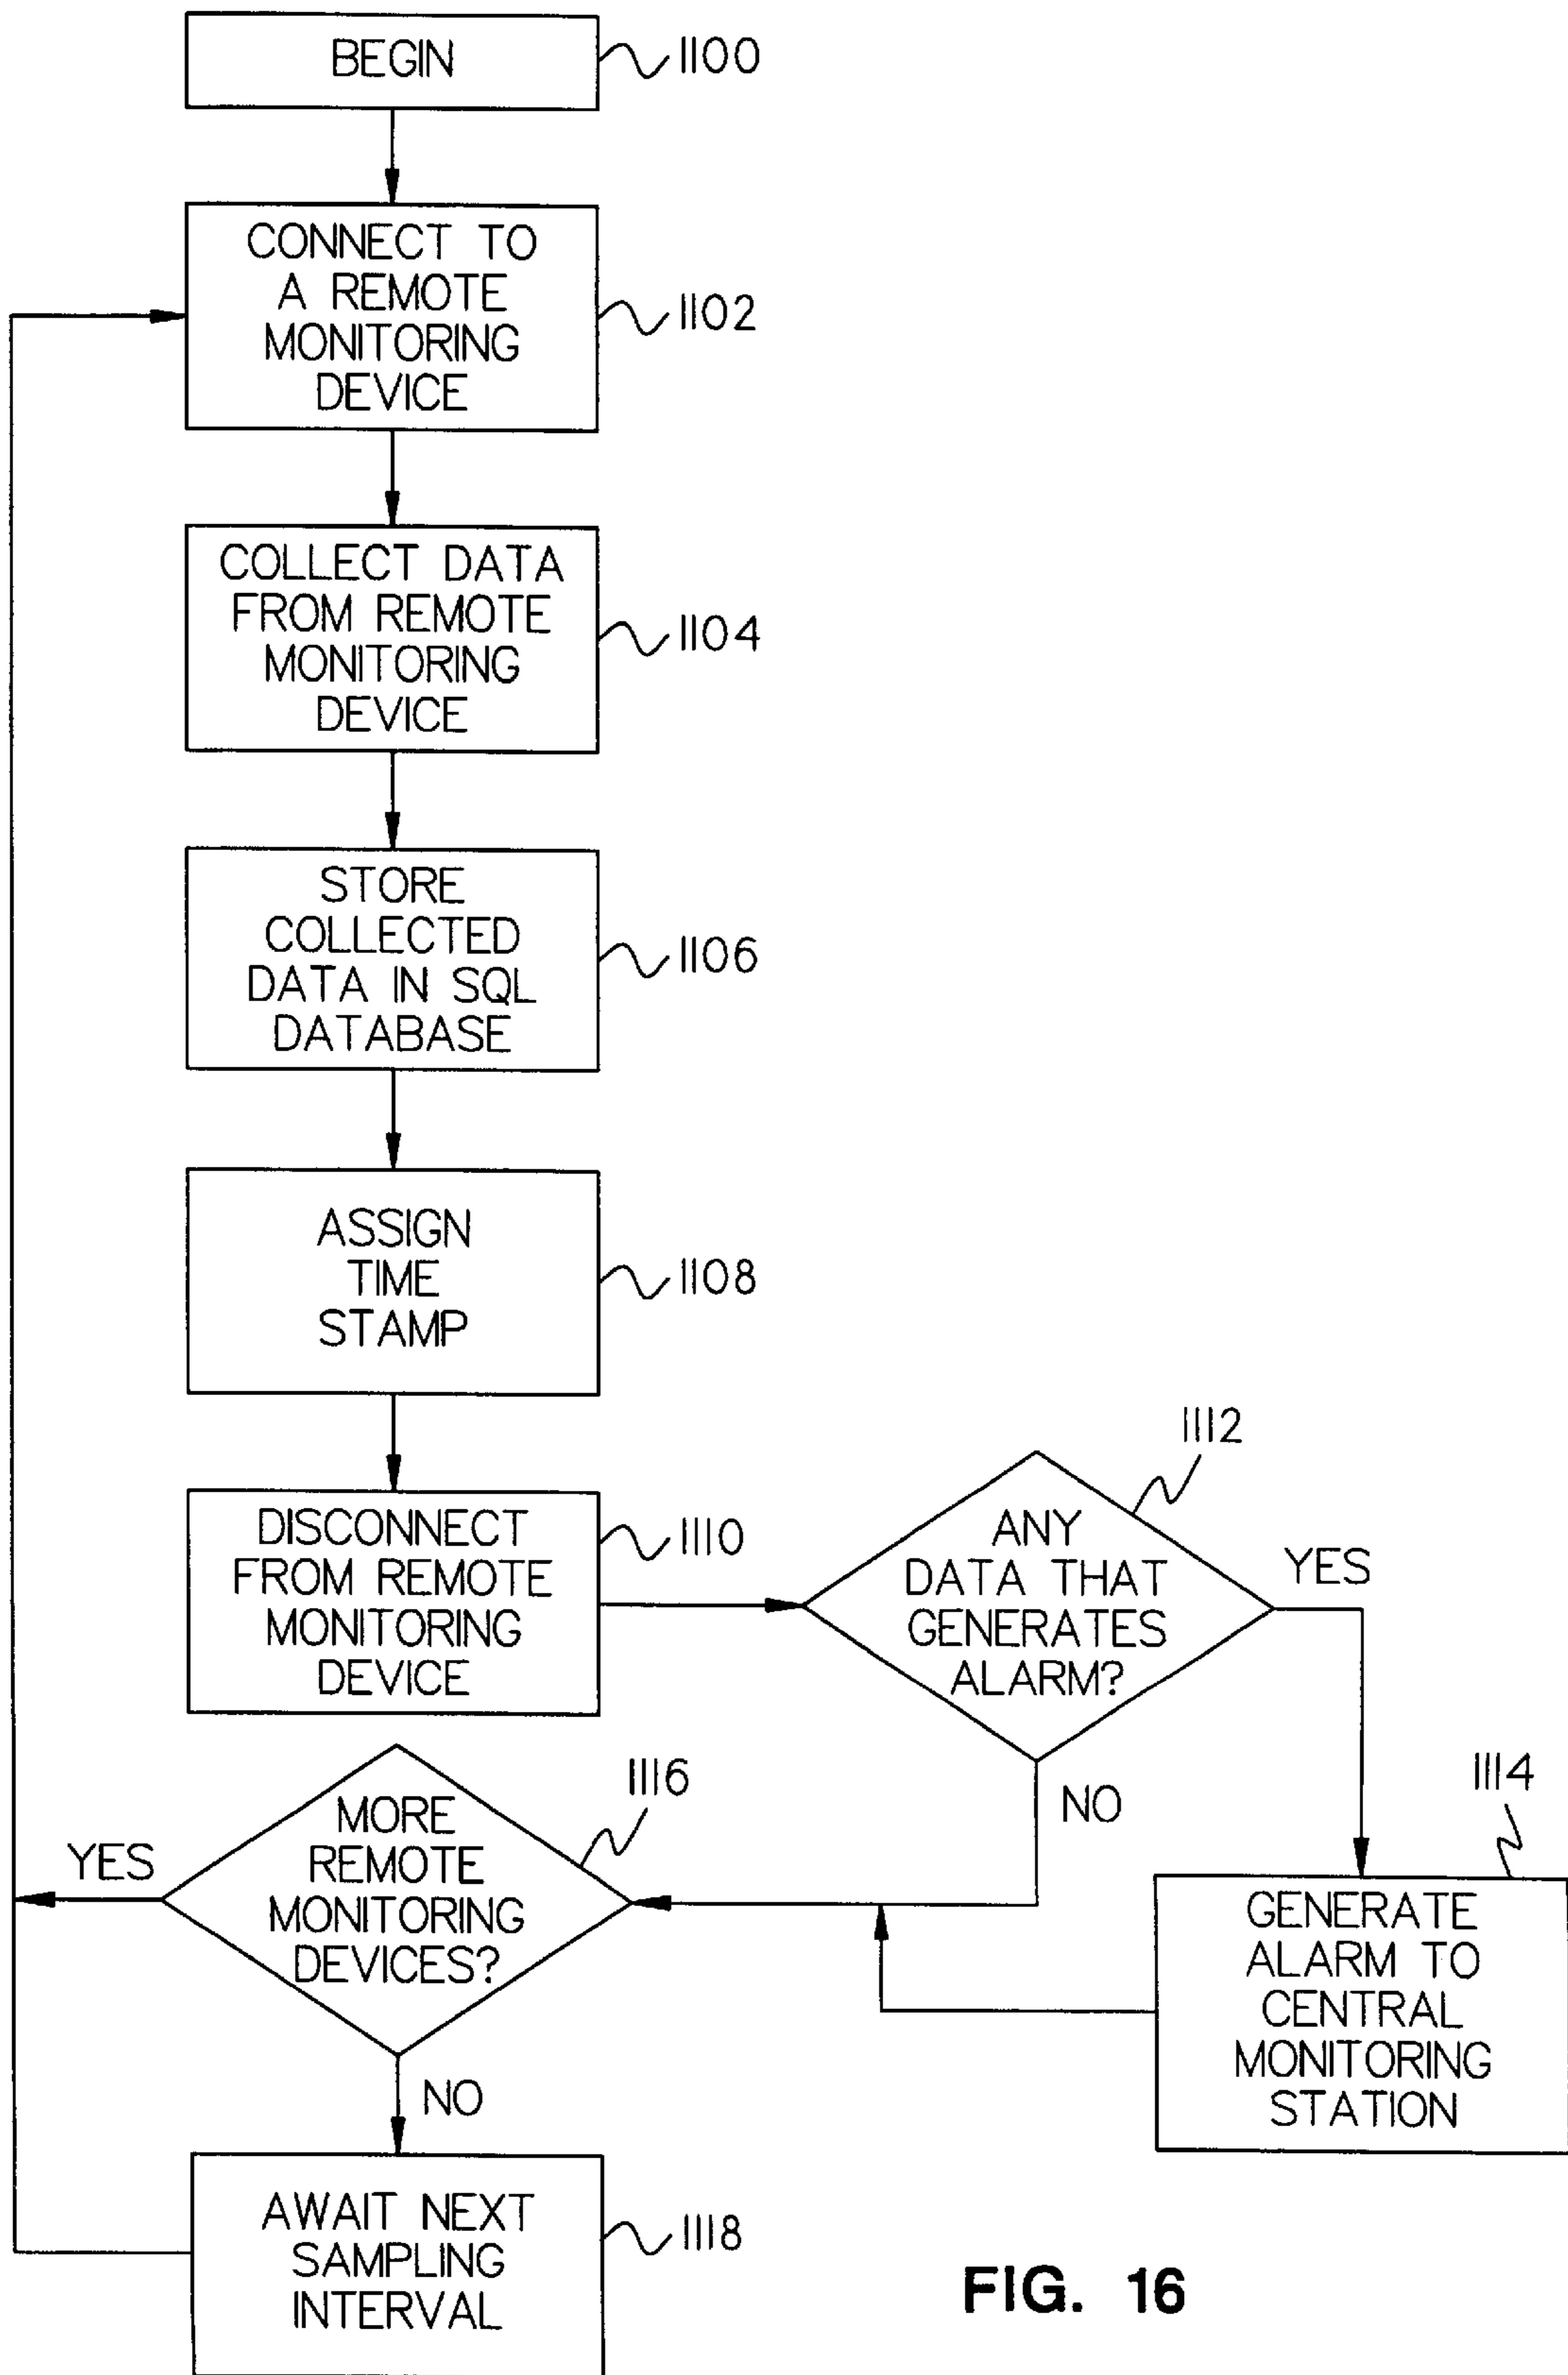 BEGIN
1100
CONNECT TO
A REMOTE
MONITORING
DEVICE
1102
COLLECT DATA
FROM REMOTE
MONITORING
DEVICE
1104
STORE
COLLECTED
DATA IN SQL
DATABASE
1106
ASSIGN
TIME
STAMP
1108
DISCONNECT
FROM REMOTE
MONITORING
DEVICE
1110
1112
ANY
DATA THAT
GENERATES
ALARM?
YES
NO
1114
GENERATE
ALARM TO
CENTRAL
MONITORING
STATION
1116
MORE
REMOTE
MONITORING
DEVICES?
YES
NO
AWAIT NEXT
SAMPLING
INTERVAL
1118
FIG. 16